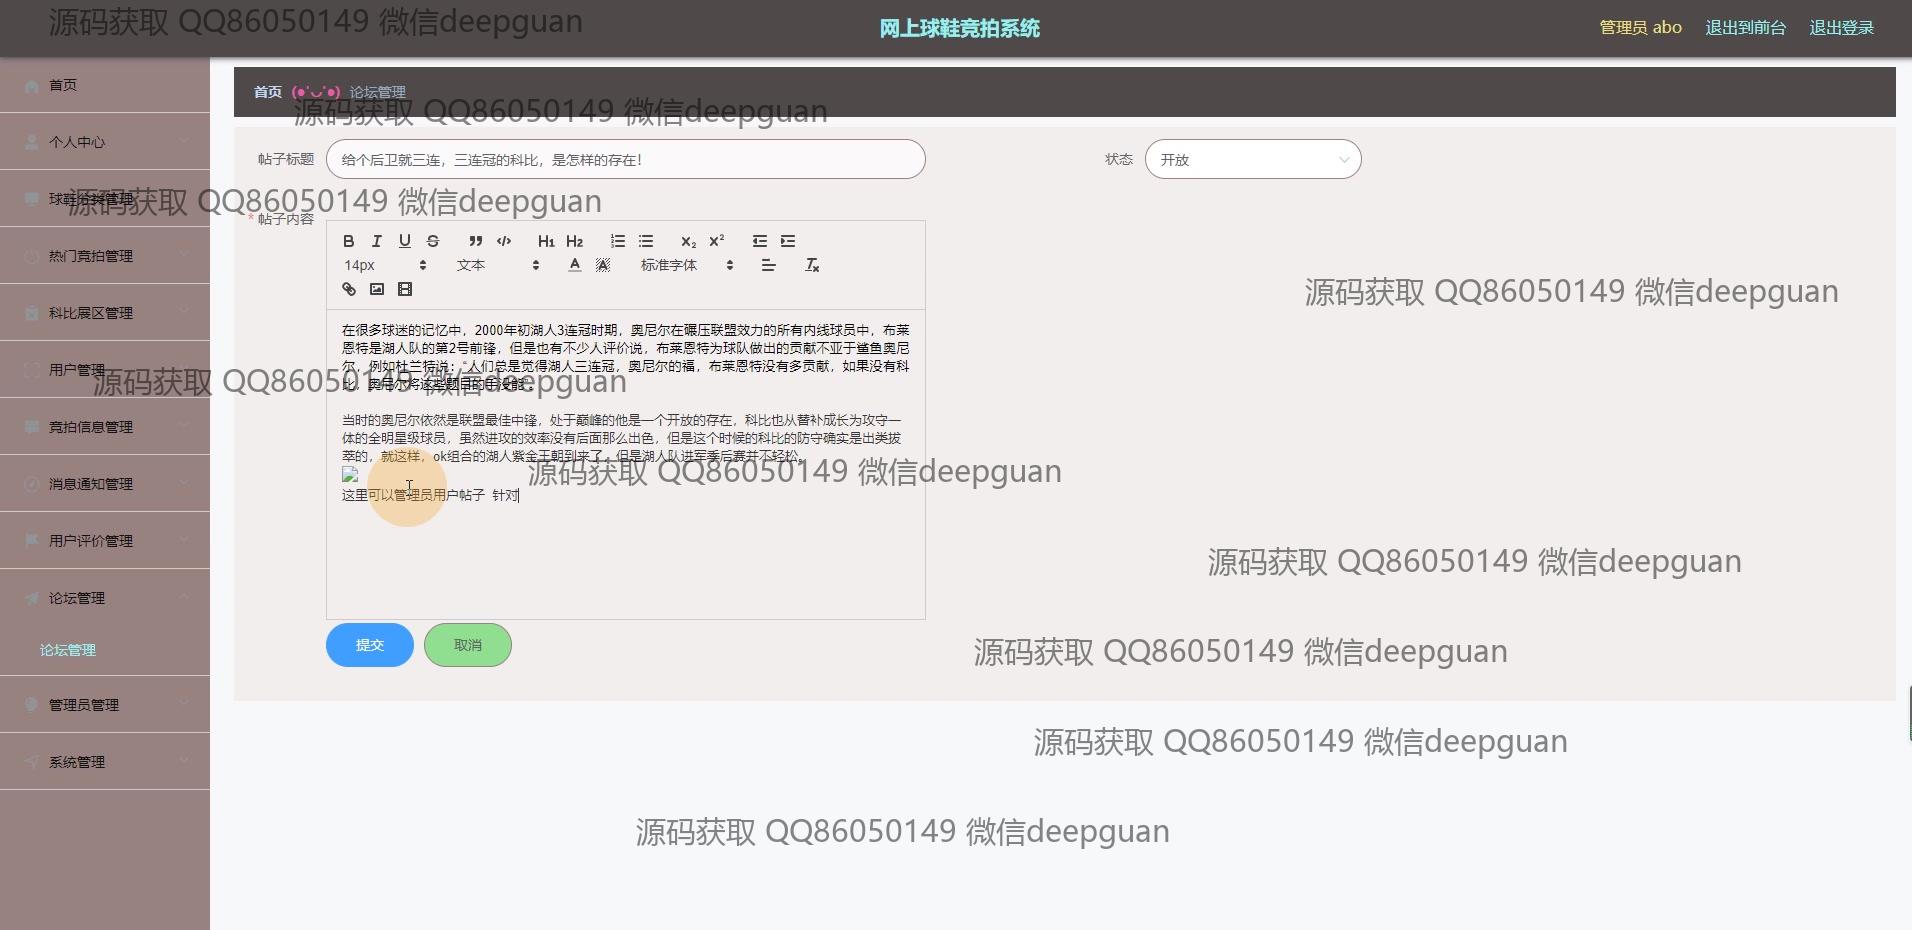 源码获取 QQ86050149 微信deepguan
网上球鞋竞拍系统
管理员 abo
退出到前台
退出登录
首页
个人中心
球鞋分类管理
热门竞拍管理
科比展区管理
用户管理
竞拍信息管理
消息通知管理
用户评价管理
论坛管理
论坛管理
管理员管理
系统管理
首页 (●'◡'●) 论坛管理
源码获取 QQ86050149 微信deepguan
帖子标题
给个后卫就三连，三连冠的科比，是怎样的存在！
状态
开放
源码获取 QQ86050149 微信deepguan
* 帖子内容
B I U S H1 H2 X2 X2
14px 文本 A A 标准字体 Tx
源码获取 QQ86050149 微信deepguan
在很多球迷的记忆中，2000年初湖人3连冠时期，奥尼尔在碾压联盟效力的所有内线球员中，布莱
恩特是湖人队的第2号前锋，但是也有不少人评价说，布莱恩特为球队做出的贡献不亚于鲨鱼奥尼
尔，例如杜兰特说：“人们总是觉得湖人三连冠，奥尼尔的福，布莱恩特没有多贡献，如果没有科
比，奥尼尔将这些题目的手没能”。
源码获取 QQ86050149 微信deepguan
当时的奥尼尔依然是联盟最佳中锋，处于巅峰的他是一个开放的存在，科比也从替补成长为攻守一
体的全明星级球员，虽然进攻的效率没有后面那么出色，但是这个时候的科比的防守确实是出类拔
萃的，就这样，ok组合的湖人紫金王朝到来了，但是湖人队进军季后赛并不轻松。
源码获取 QQ86050149 微信deepguan
这里可以管理员用户帖子 针对
源码获取 QQ86050149 微信deepguan
提交
取消
源码获取 QQ86050149 微信deepguan
源码获取 QQ86050149 微信deepguan
源码获取 QQ86050149 微信deepguan